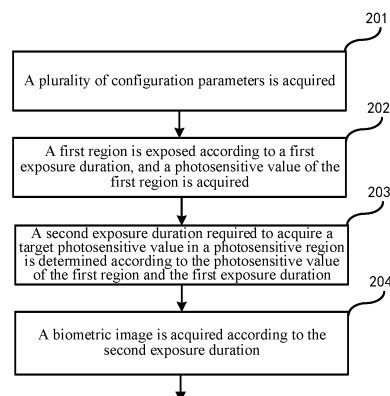 201
A plurality of configuration parameters is acquired
202
A first region is exposed according to a first
exposure duration, and a photosensitive value of the
first region is acquired
203
A second exposure duration required to acquire a
target photosensitive value in a photosensitive region
is determined according to the photosensitive value
of the first region and the first exposure duration
204
A biometric image is acquired according to the
second exposure duration